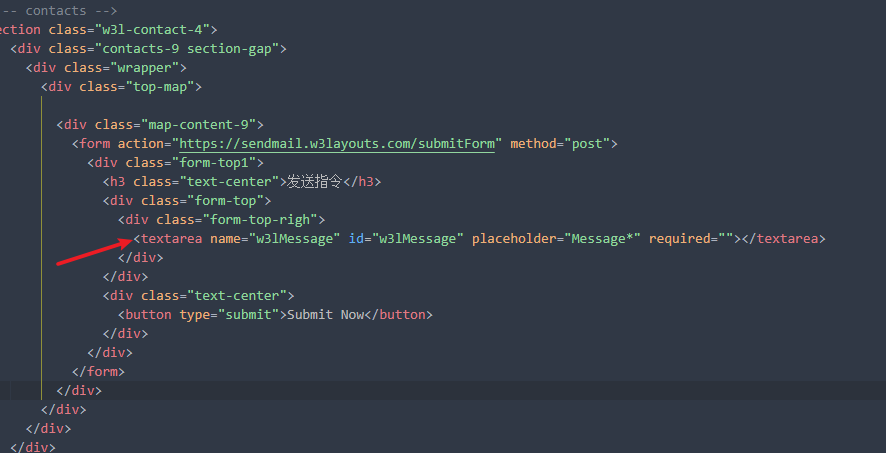 -- contacts -->
ection class="w3l-contact-4">
<div class="contacts-9 section-gap">
<div class="wrapper">
<div class="top-map">
<div class="map-content-9">
<form action="https://sendmail.w3layouts.com/submitForm" method="post">
<div class="form-top1">
<h3 class="text-center">发送指令</h3>
<div class="form-top">
<div class="form-top-righ">
<textarea name="w3lMessage" id="w3lMessage" placeholder="Message*" required=""></textarea>
</div>
</div>
<div class="text-center">
<button type="submit">Submit Now</button>
</div>
</div>
</form>
</div>
</div>
</div>
</div>